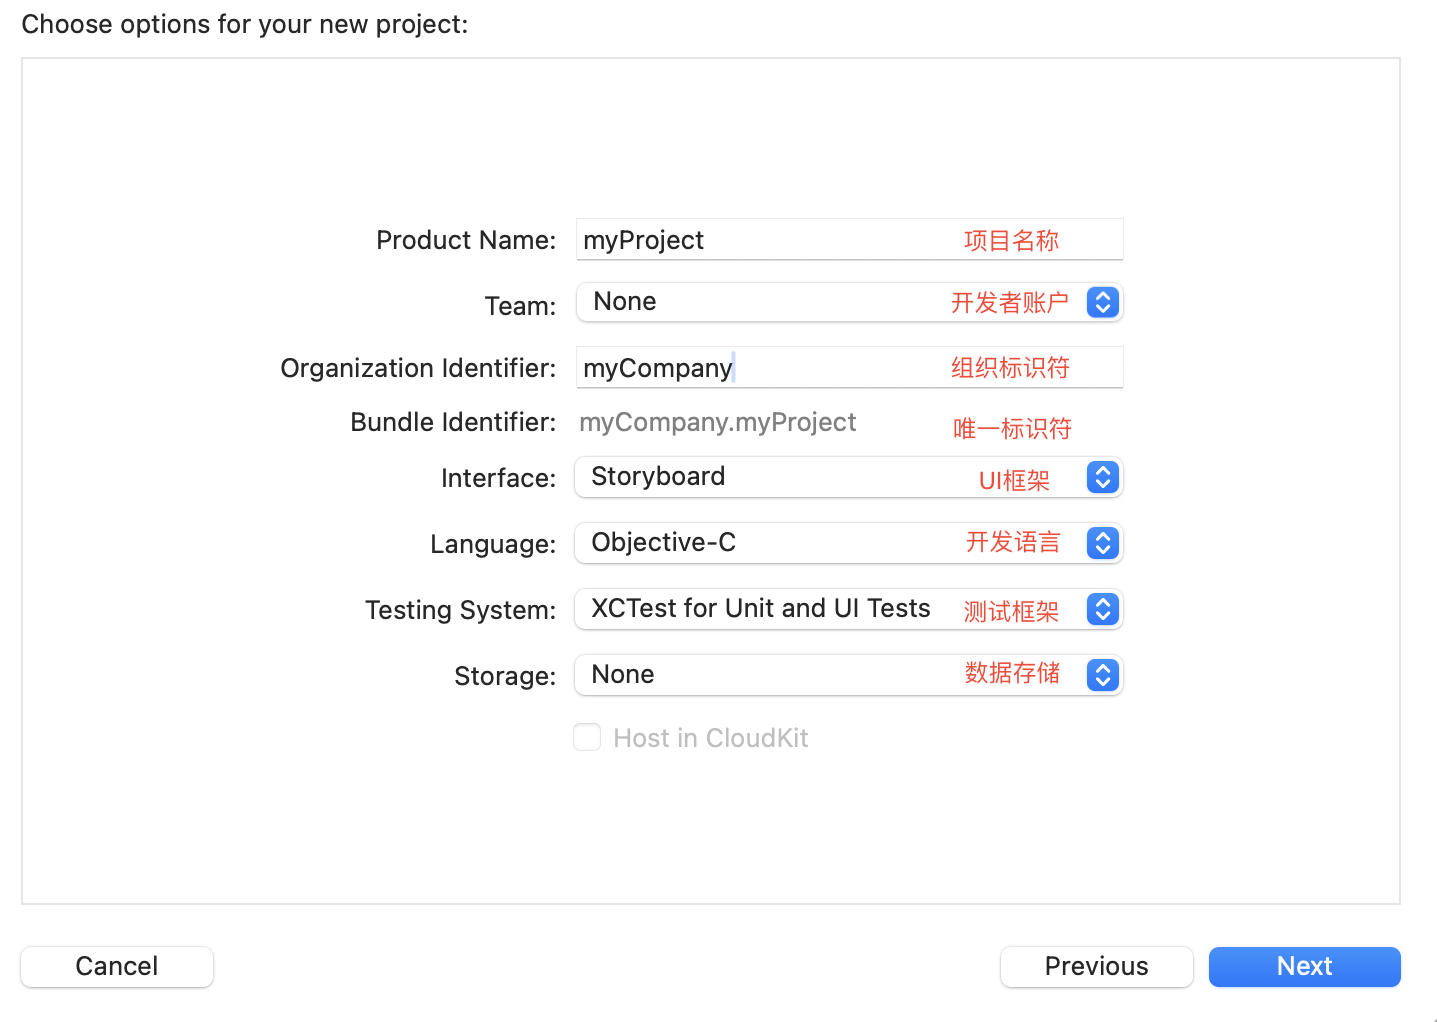 Choose options for your new project:
Product Name: myProject 项目名称
Team: None 开发者账户
Organization Identifier: myCompany 组织标识符
Bundle Identifier: myCompany.myProject 唯一标识符
Interface: Storyboard UI框架
Language: Objective-C 开发语言
Testing System: XCTest for Unit and UI Tests 测试框架
Storage: None 数据存储
Host in CloudKit
Cancel Previous Next